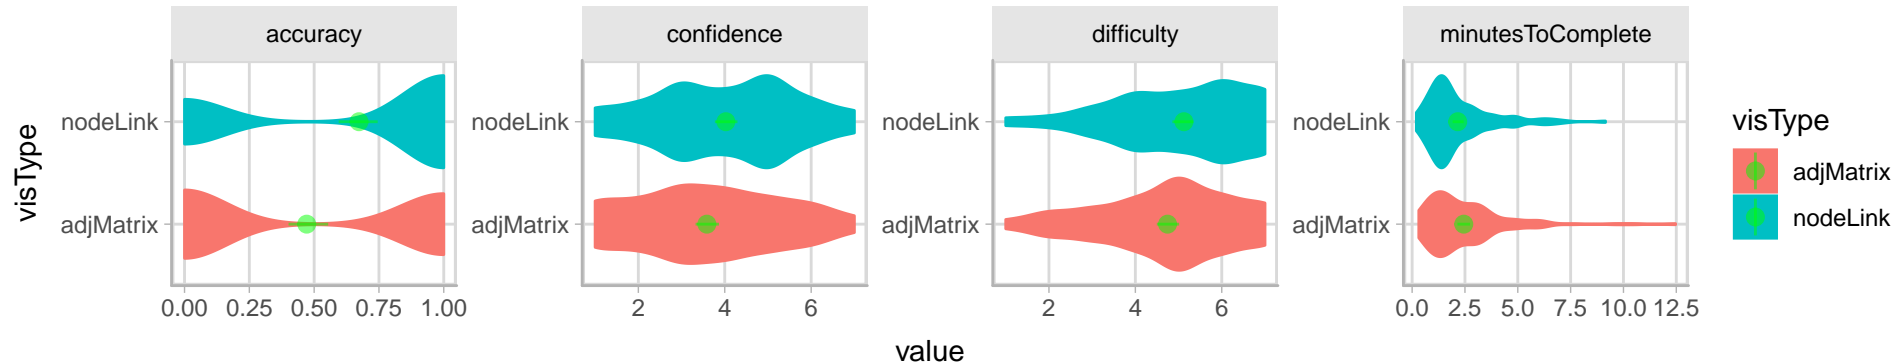 accuracy
confidence
difficulty
minutesToComplete
visType
nodeLink
adjMatrix
nodeLink
adjMatrix
nodeLink
adjMatrix
nodeLink
adjMatrix
0.00 0.25 0.50 0.75 1.00
2 4 6
2 4 6
0.0 2.5 5.0 7.5 10.0 12.5
value
visType
adjMatrix
nodeLink